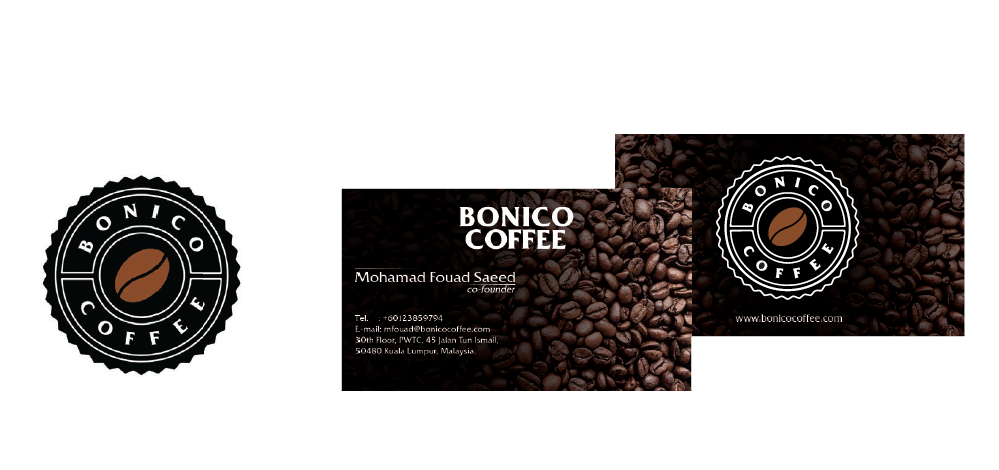 BONICO
COFFEE
BONICO
COFFEE
Mohamad Fouad Saeed
co-founder
Tel. : +60123859794
E-mail: mfouad@bonicocoffee.com
30th Floor, PWTC, 45 Jalan Tun Ismail,
50480 Kuala Lumpur, Malaysia.
BONICO
COFFEE
www.bonicocoffee.com